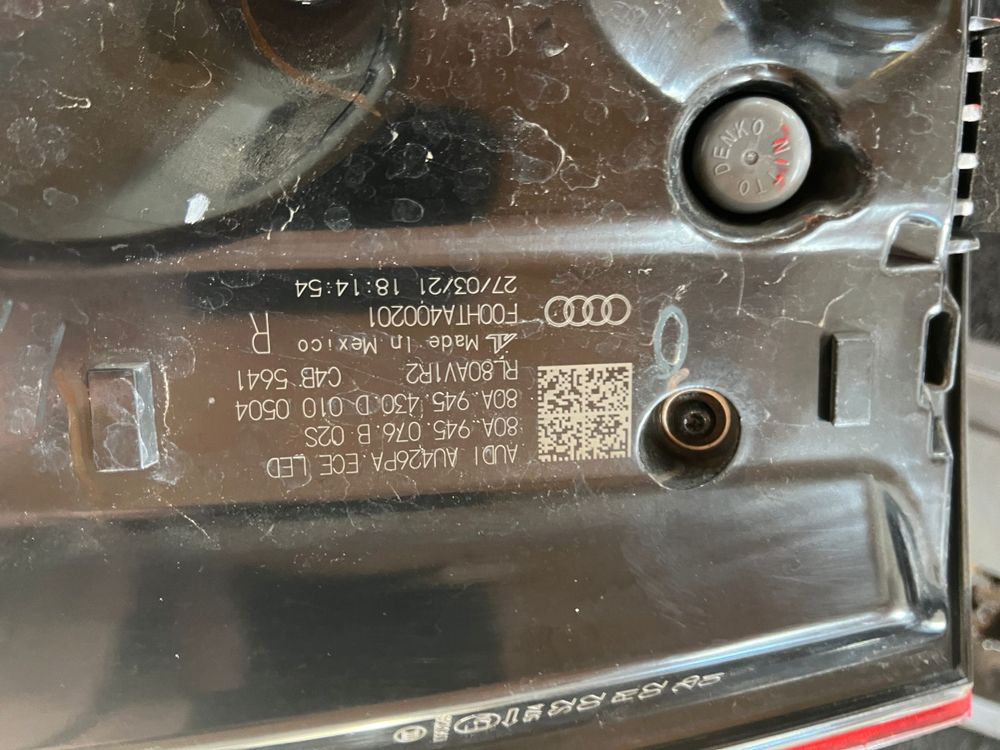 AUDI AU426PA ECE LED
80A.945.076.B 02S
80A.945.430.D 010 0504
RL80AV1R2 C4B 5641
Made In Mexico R
F00HTA400201
27/03/21 18:14:54
NITTO DENKO